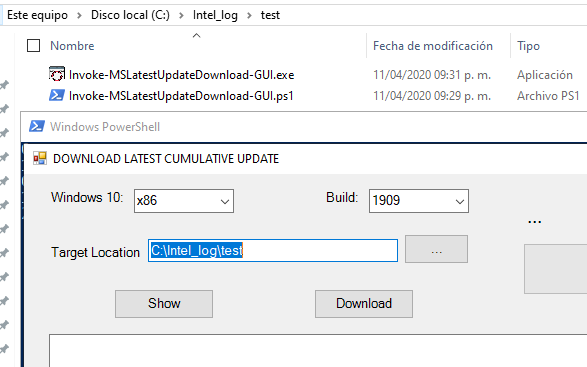 Este equipo > Disco local (C:) > Intel_log > test
Nombre Fecha de modificación Tipo
Invoke-MSLatestUpdateDownload-GUI.exe 11/04/2020 09:31 p. m. Aplicación
Invoke-MSLatestUpdateDownload-GUI.ps1 11/04/2020 09:29 p. m. Archivo PS1
Windows PowerShell
DOWNLOAD LATEST CUMULATIVE UPDATE
Windows 10: x86 Build: 1909
...
Target Location C:\Intel_log\test ...
Show Download